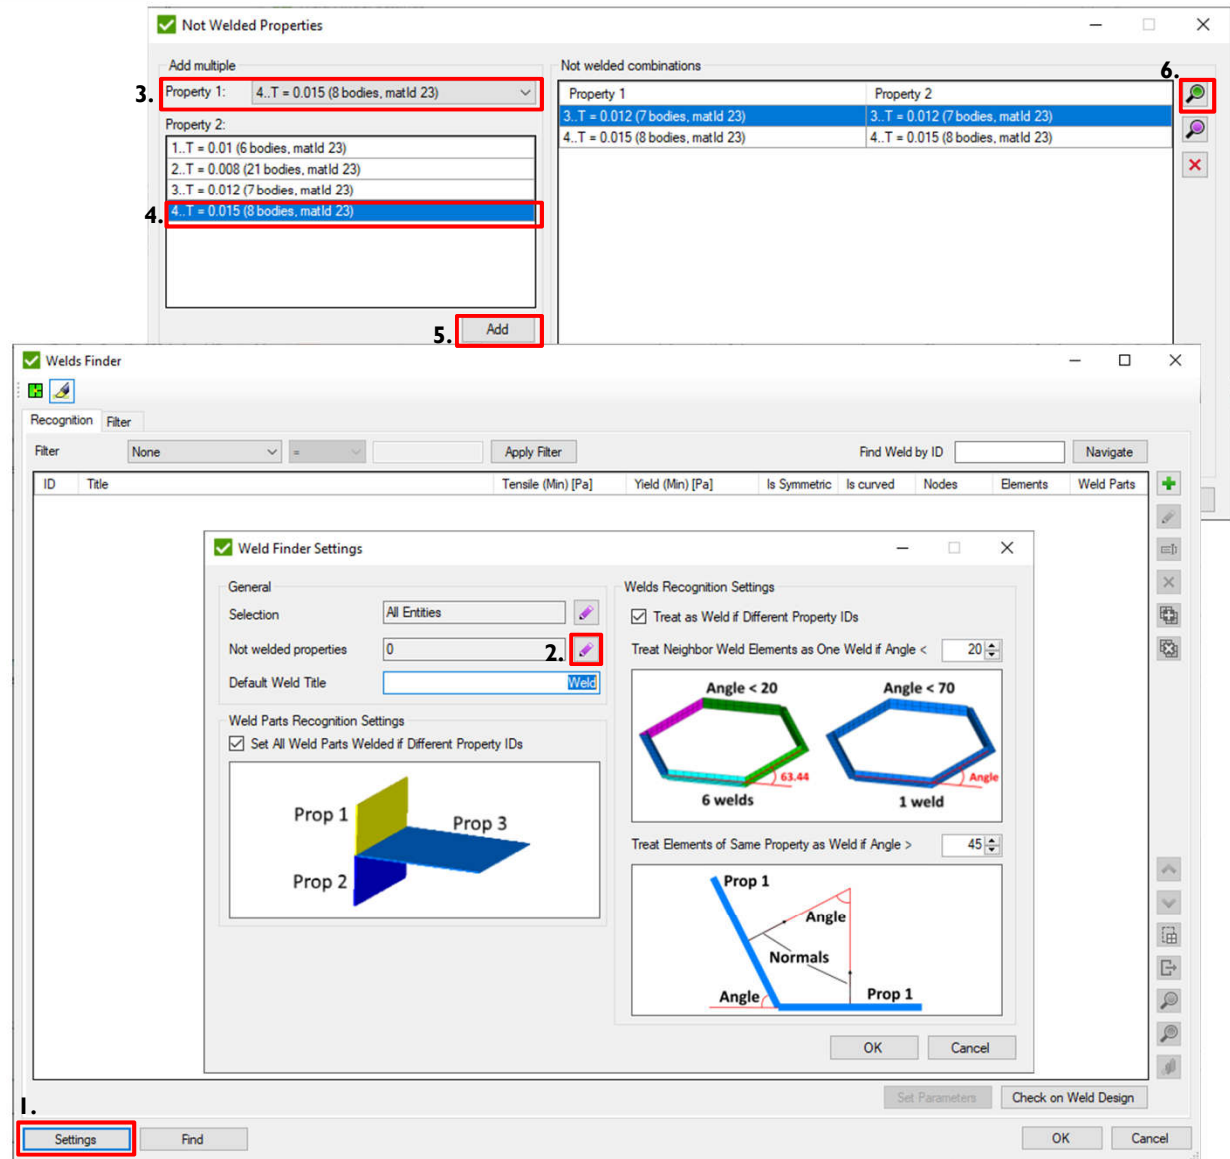 Not Welded Properties
Add multiple
3. Property 1: 4..T = 0.015 (8 bodies, matId 23)
Property 2:
1..T = 0.01 (6 bodies, matId 23)
2..T = 0.008 (21 bodies, matId 23)
3..T = 0.012 (7 bodies, matId 23)
4. 4..T = 0.015 (8 bodies, matId 23)
5. Add
Not welded combinations
6.
Property 1 Property 2
3..T = 0.012 (7 bodies, matId 23) 3..T = 0.012 (7 bodies, matId 23)
4..T = 0.015 (8 bodies, matId 23) 4..T = 0.015 (8 bodies, matId 23)
Welds Finder
Recognition Filter
Filter None = Apply Filter Find Weld by ID Navigate
ID Title Tensile (Min) [Pa] Yield (Min) [Pa] Is Symmetric Is curved Nodes Elements Weld Parts
Weld Finder Settings
General
Selection All Entities
Not welded properties 0 2.
Default Weld Title Weld
Weld Parts Recognition Settings
Set All Weld Parts Welded if Different Property IDs
Prop 1
Prop 3
Prop 2
Welds Recognition Settings
Treat as Weld if Different Property IDs
Treat Neighbor Weld Elements as One Weld if Angle < 20
Angle < 20 Angle < 70
63.44 Angle
6 welds 1 weld
Treat Elements of Same Property as Weld if Angle > 45
Prop 1
Angle
Normals
Angle Prop 1
OK Cancel
Set Parameters Check on Weld Design
1.
Settings Find OK Cancel